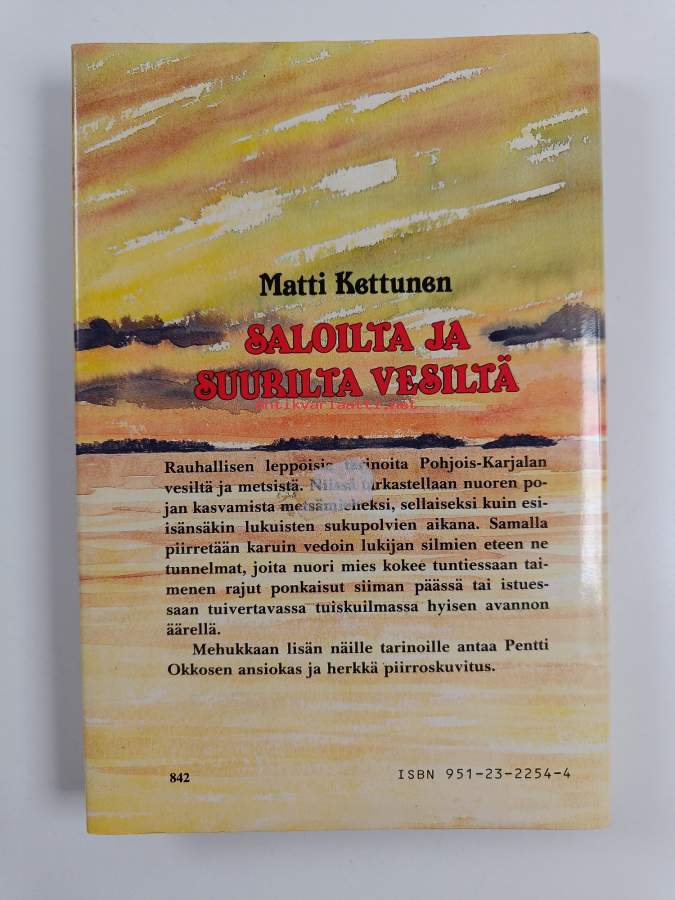 Matti Kettunen
SALOILTA JA
SUURILTA VESILTÄ
antikvariaatti.net
Rauhallisen leppoisia tarinoita Pohjois-Karjalan
vesiltä ja metsistä. Niissä tarkastellaan nuoren po-
jan kasvamista metsämieheksi, sellaiseksi kuin esi-
isänsäkin lukuisten sukupolvien aikana. Samalla
piirretään karuin vedoin lukijan silmien eteen ne
tunnelmat, joita nuori mies kokee tuntiessaan tai-
menen rajut ponkaisut siiman päässä tai istues-
saan tuivertavassa tuiskuilmassa hyisen avannon
äärellä.
Mehukkaan lisän näille tarinoille antaa Pentti
Okkosen ansiokas ja herkkä piirroskuvitus.
842
ISBN 951-23-2254-4